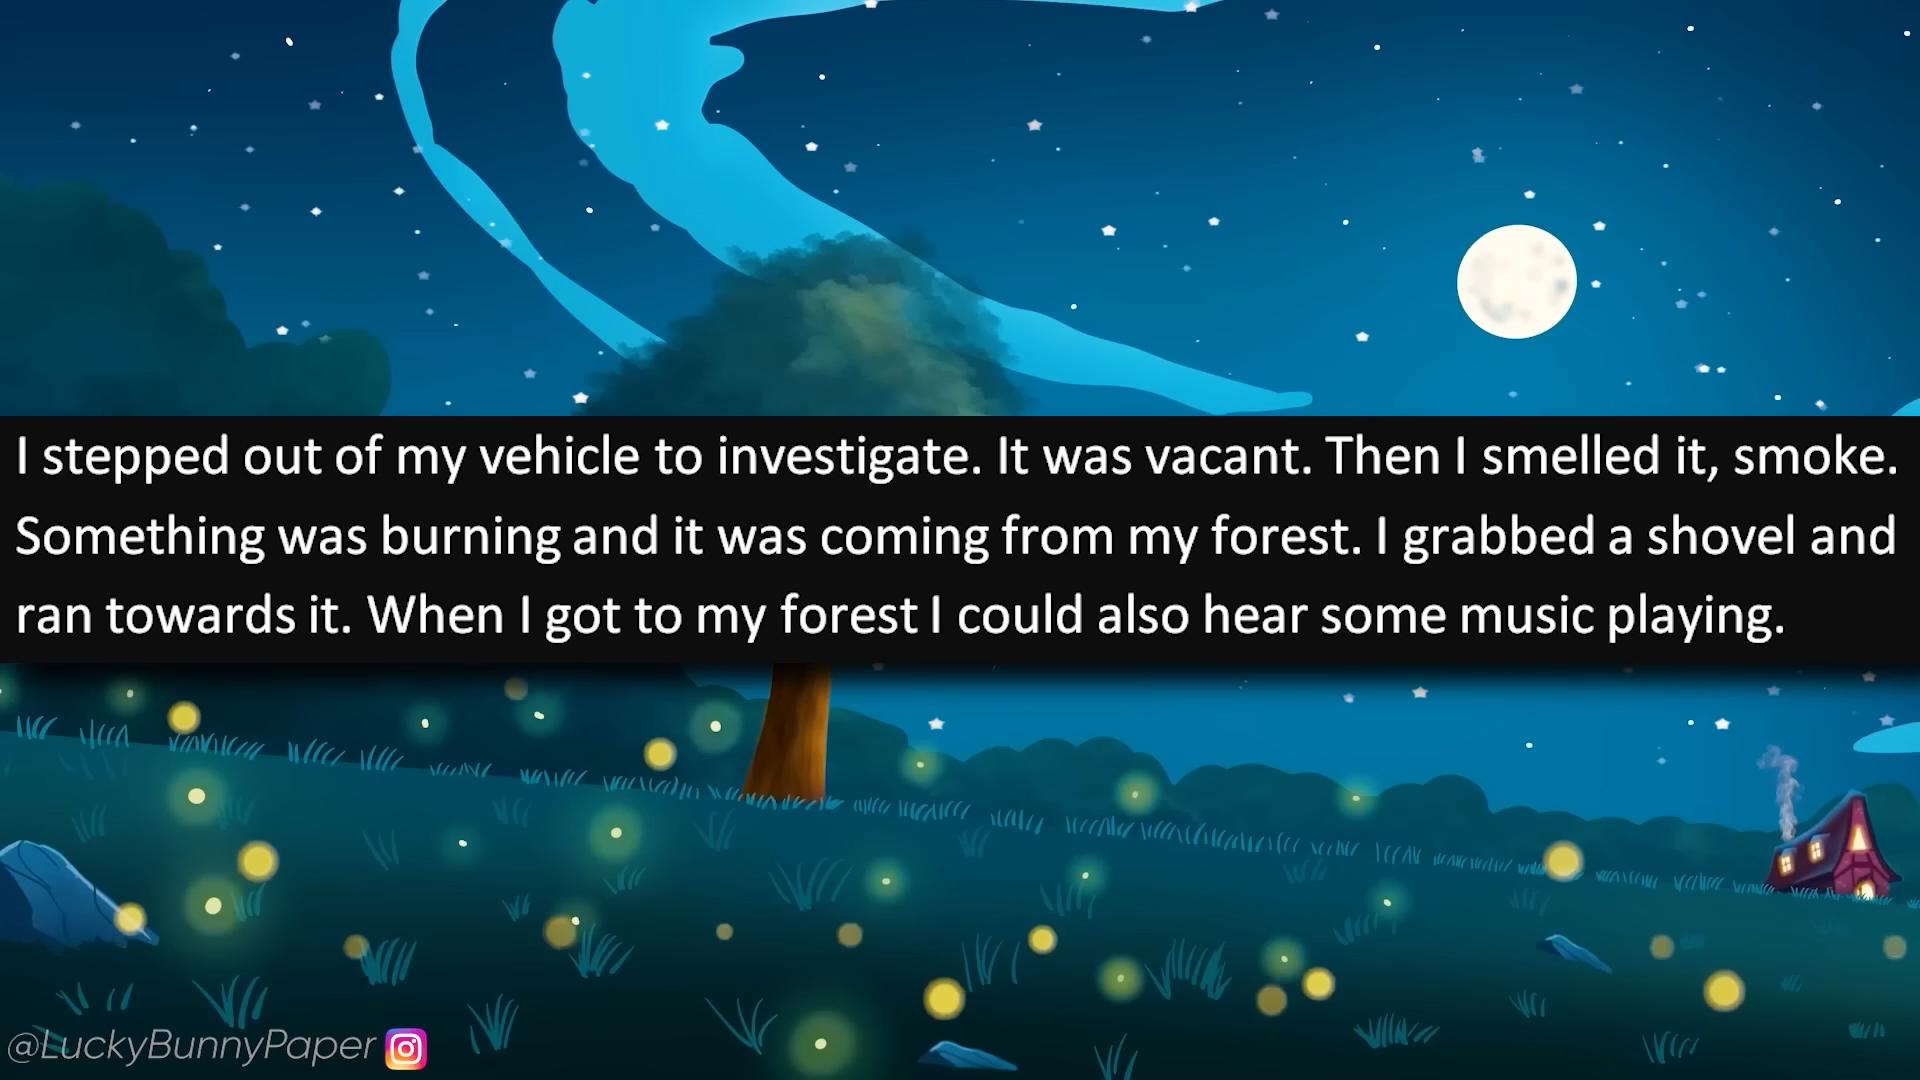 I stepped out of my vehicle to investigate. It was vacant. Then I smelled it, smoke.
Something was burning and it was coming from my forest. I grabbed a shovel and
ran towards it. When I got to my forest I could also hear some music playing.
@LuckyBunnyPaper